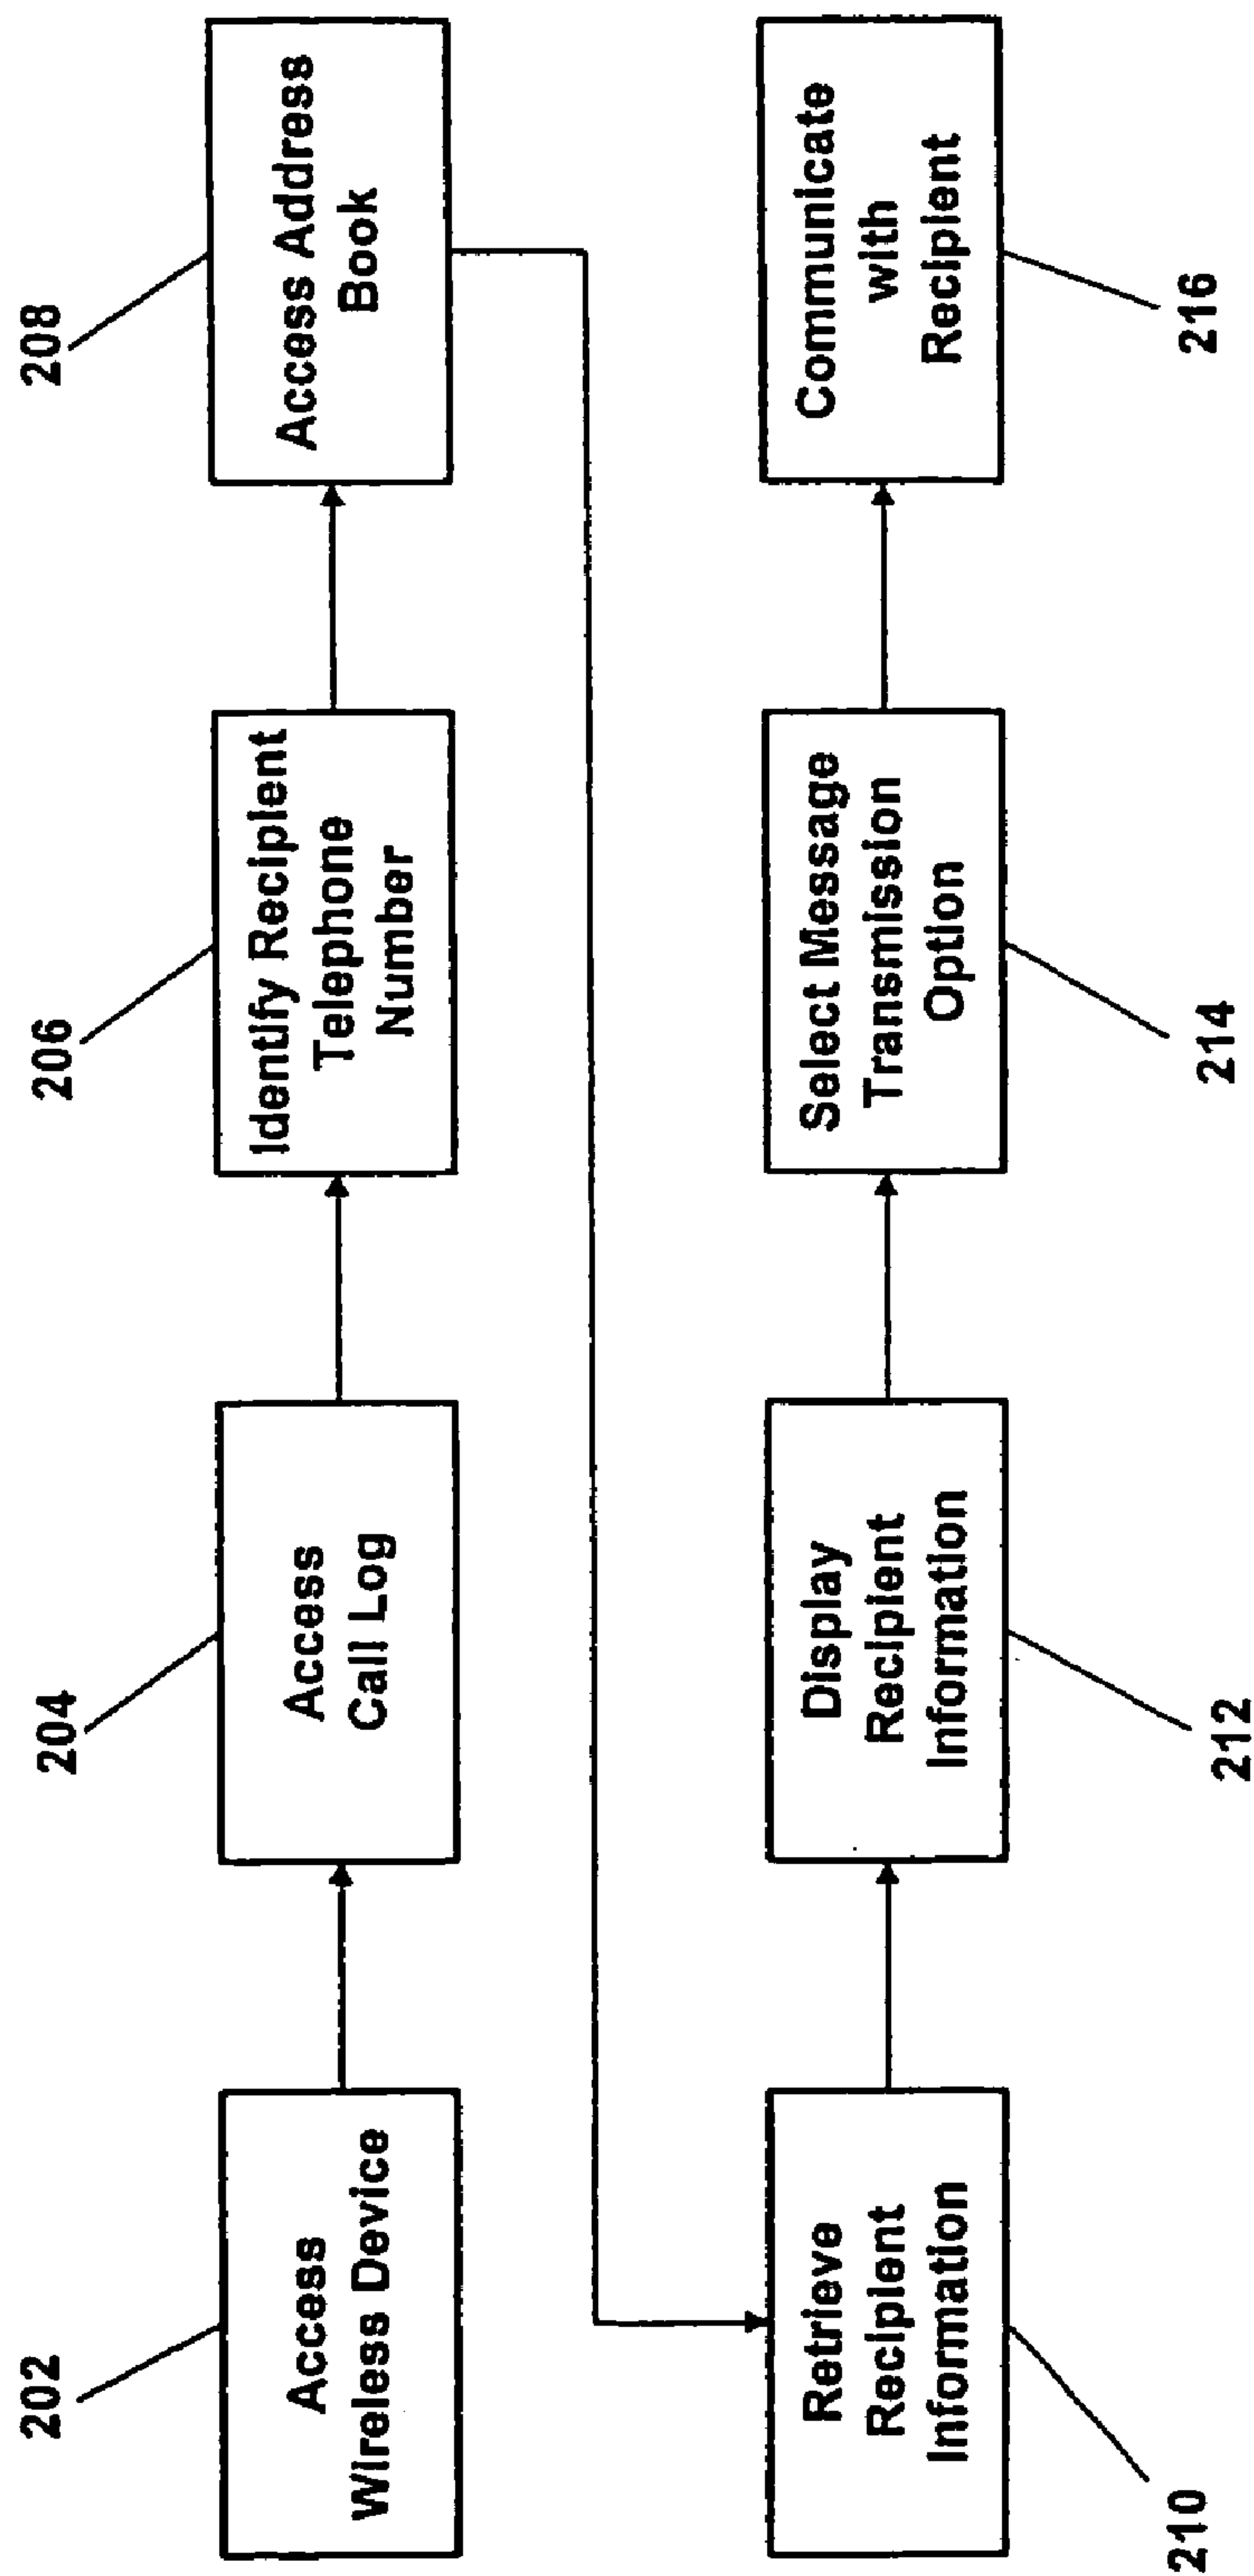 202
Access
Wireless Device
204
Access
Call Log
206
Identify Recipient
Telephone
Number
208
Access Address
Book
210
Retrieve
Recipient
Information
212
Display
Recipient
Information
214
Select Message
Transmission
Option
216
Communicate
with
Recipient